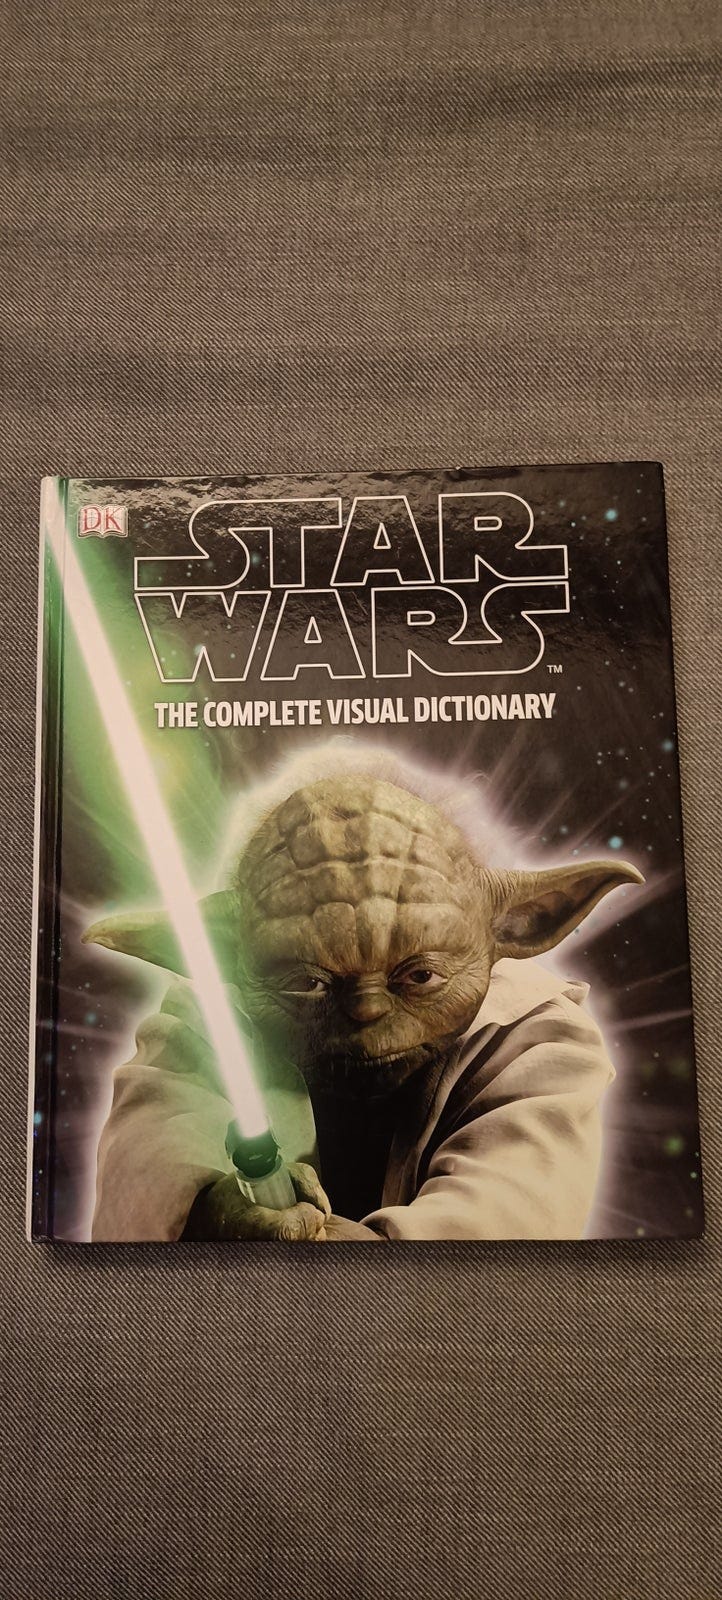 DK
STAR
WARS
TM
THE COMPLETE VISUAL DICTIONARY